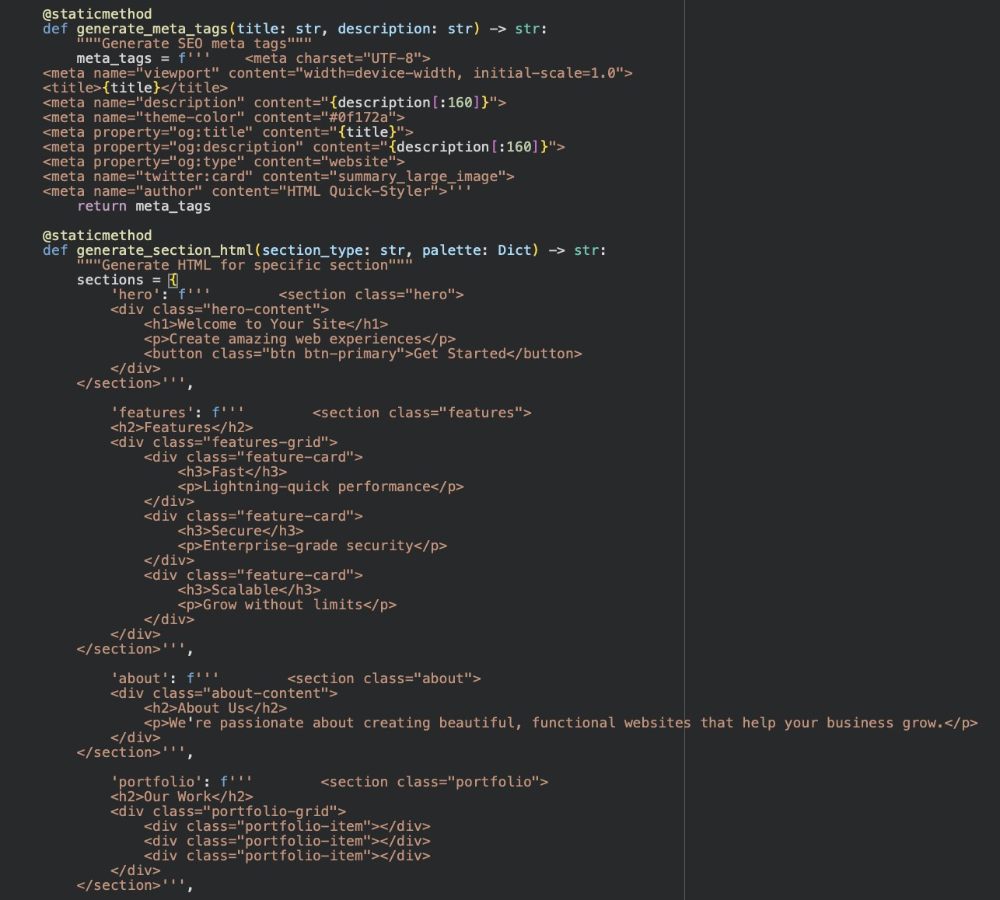 @staticmethod
    def generate_meta_tags(title: str, description: str) -> str:
        """Generate SEO meta tags"""
        meta_tags = f'''    <meta charset="UTF-8">
    <meta name="viewport" content="width=device-width, initial-scale=1.0">
    <title>{title}</title>
    <meta name="description" content="{description[:160]}">
    <meta name="theme-color" content="#0f172a">
    <meta property="og:title" content="{title}">
    <meta property="og:description" content="{description[:160]}">
    <meta property="og:type" content="website">
    <meta name="twitter:card" content="summary_large_image">
    <meta name="author" content="HTML Quick-Styler">'''
        return meta_tags

    @staticmethod
    def generate_section_html(section_type: str, palette: Dict) -> str:
        """Generate HTML for specific section"""
        sections = {
            'hero': f'''        <section class="hero">
            <div class="hero-content">
                <h1>Welcome to Your Site</h1>
                <p>Create amazing web experiences</p>
                <button class="btn btn-primary">Get Started</button>
            </div>
        </section>''',

            'features': f'''        <section class="features">
            <h2>Features</h2>
            <div class="features-grid">
                <div class="feature-card">
                    <h3>Fast</h3>
                    <p>Lightning-quick performance</p>
                </div>
                <div class="feature-card">
                    <h3>Secure</h3>
                    <p>Enterprise-grade security</p>
                </div>
                <div class="feature-card">
                    <h3>Scalable</h3>
                    <p>Grow without limits</p>
                </div>
            </div>
        </section>''',

            'about': f'''        <section class="about">
            <div class="about-content">
                <h2>About Us</h2>
                <p>We're passionate about creating beautiful, functional websites that help your business grow.</p>
            </div>
        </section>''',

            'portfolio': f'''        <section class="portfolio">
            <h2>Our Work</h2>
            <div class="portfolio-grid">
                <div class="portfolio-item"></div>
                <div class="portfolio-item"></div>
                <div class="portfolio-item"></div>
            </div>
        </section>''',